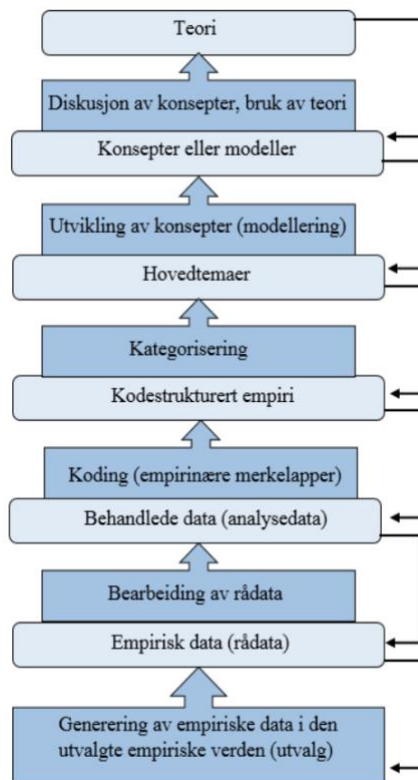 Teori
Diskusjon av konsepter, bruk av teori
Konsepter eller modeller
Utvikling av konsepter (modellering)
Hovedtemaer
Kategorisering
Kodestrukturert empiri
Koding (empirinære merkelapper)
Behandlede data (analysedata)
Bearbeiding av rådata
Empirisk data (rådata)
Generering av empiriske data i den
utvalgte empiriske verden (utvalg)